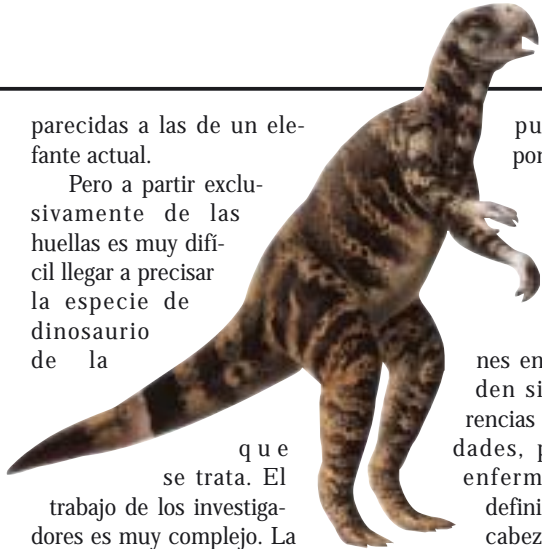 parecidas a las de un ele-
fante actual.
Pero a partir exclu-
sivamente de las
huellas es muy difí-
cil llegar a precisar
la especie de
dinosaurio
de la
que
se trata. El
trabajo de los investiga-
dores es muy complejo. La
pu
por
nes en
den si
rencias
dades, p
enferm
defini
cabez